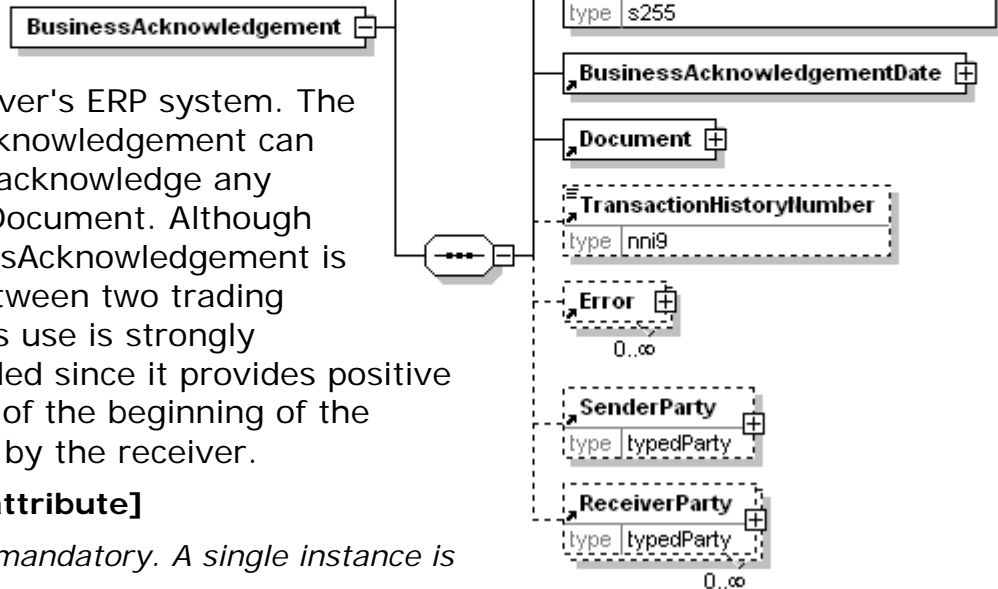 BusinessAcknowledgement
ver's ERP system. The
knowledgement can
acknowledge any
Document. Although
sAcknowledgement is
tween two trading
s use is strongly
ed since it provides positive
of the beginning of the
by the receiver.
attribute]
mandatory. A single instance is
type s255
BusinessAcknowledgementDate
Document
TransactionHistoryNumber
type nni9
Error
0..∞
SenderParty
type typedParty
ReceiverParty
type typedParty
0..∞